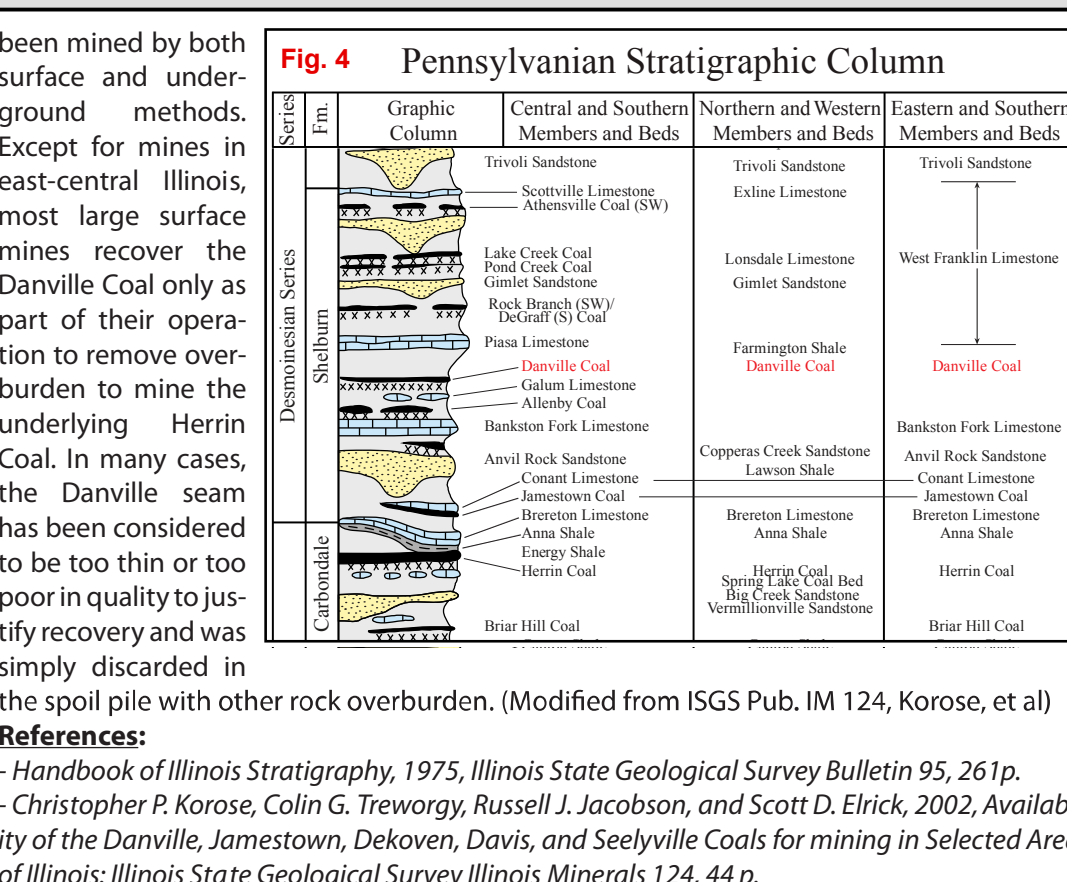 been mined by both
surface and under-
ground methods.
Except for mines in
east-central Illinois,
most large surface
mines recover the
Danville Coal only as
part of their opera-
tion to remove over-
burden to mine the
underlying Herrin
Coal. In many cases,
the Danville seam
has been considered
to be too thin or too
poor in quality to jus-
tify recovery and was
simply discarded in
the spoil pile with other rock overburden. (Modified from ISGS Pub. IM 124, Korose, et al)
Fig. 4 Pennsylvanian Stratigraphic Column
Series
Fm.
Graphic
Column
Central and Southern
Members and Beds
Northern and Western
Members and Beds
Eastern and Southern
Members and Beds
Desmoinesian Series
Shelburn
Carbondale
Trivoli Sandstone
Scottville Limestone
Athensville Coal (SW)
Lake Creek Coal
Pond Creek Coal
Gimlet Sandstone
Rock Branch (SW)/
DeGraff (S) Coal
Piasa Limestone
Danville Coal
Galum Limestone
Allenby Coal
Bankston Fork Limestone
Anvil Rock Sandstone
Conant Limestone
Jamestown Coal
Brereton Limestone
Anna Shale
Energy Shale
Herrin Coal
Briar Hill Coal
Trivoli Sandstone
Exline Limestone
Lonsdale Limestone
Gimlet Sandstone
Farmington Shale
Danville Coal
Copperas Creek Sandstone
Lawson Shale
Brereton Limestone
Anna Shale
Herrin Coal
Spring Lake Coal Bed
Big Creek Sandstone
Vermillionville Sandstone
Trivoli Sandstone
West Franklin Limestone
Danville Coal
Bankston Fork Limestone
Anvil Rock Sandstone
Conant Limestone
Jamestown Coal
Brereton Limestone
Anna Shale
Herrin Coal
Briar Hill Coal
References:
- Handbook of Illinois Stratigraphy, 1975, Illinois State Geological Survey Bulletin 95, 261p.
- Christopher P. Korose, Colin G. Treworgy, Russell J. Jacobson, and Scott D. Elrick, 2002, Availab
ity of the Danville, Jamestown, Dekoven, Davis, and Seelyville Coals for mining in Selected Area
of Illinois: Illinois State Geological Survey Illinois Minerals 124, 44 p.